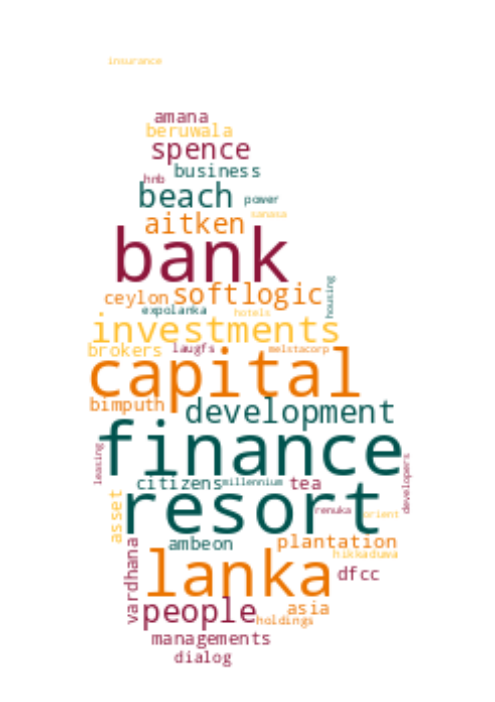 insurance
amana
beruwala
spence
business
hnb
beach power
sanasa
aitken
bank
housing
ceylon softlogic
expolanka hotels
investments
brokers laugfs melstacorp
capital
bimputh
development
finance
leasing
developers
citizens millennium tea
asset
resort
renuka orient
ambeon plantation
hikkaduwa
vardhana
lanka dfcc
people asia
holdings
managements
dialog